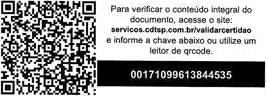 Para verificar o conteúdo integral do
documento, acesse o site:
servicos.cdtsp.com.br/validarcertidao
e informe a chave abaixo ou utilize um
leitor de qrcode.
00171099613844535